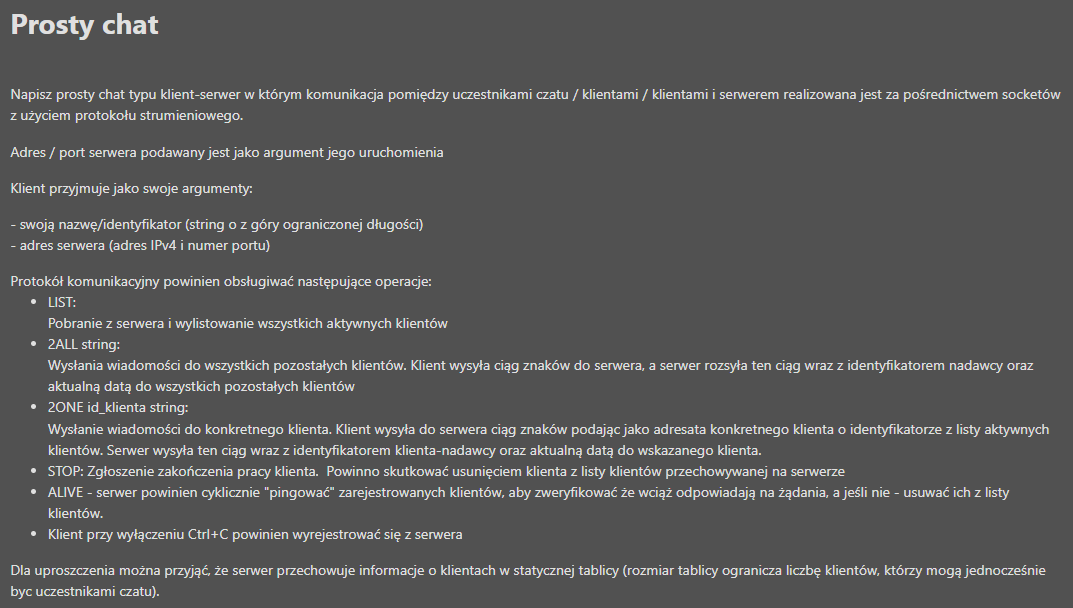 Prosty chat
Napisz prosty chat typu klient-serwer w którym komunikacja pomiędzy uczestnikami czatu / klientami / klientami i serwerem realizowana jest za pośrednictwem socketów
z użyciem protokołu strumieniowego.
Adres / port serwera podawany jest jako argument jego uruchomienia
Klient przyjmuje jako swoje argumenty:
- swoją nazwę/identyfikator (string o z góry ograniczonej długości)
- adres serwera (adres IPv4 i numer portu)
Protokół komunikacyjny powinien obsługiwać następujące operacje:
• LIST:
Pobranie z serwera i wylistowanie wszystkich aktywnych klientów
• 2ALL string:
Wysłania wiadomości do wszystkich pozostałych klientów. Klient wysyła ciąg znaków do serwera, a serwer rozsyła ten ciąg wraz z identyfikatorem nadawcy oraz
aktualną datą do wszystkich pozostałych klientów
• 2ONE id_klienta string:
Wysłanie wiadomości do konkretnego klienta. Klient wysyła do serwera ciąg znaków podając jako adresata konkretnego klienta o identyfikatorze z listy aktywnych
klientów. Serwer wysyła ten ciąg wraz z identyfikatorem klienta-nadawcy oraz aktualną datą do wskazanego klienta.
• STOP: Zgłoszenie zakończenia pracy klienta.  Powinno skutkować usunięciem klienta z listy klientów przechowywanej na serwerze
• ALIVE - serwer powinien cyklicznie "pingować" zarejestrowanych klientów, aby zweryfikować że wciąż odpowiadają na żądania, a jeśli nie - usuwać ich z listy
klientów.
• Klient przy wyłączeniu Ctrl+C powinien wyrejestrować się z serwera
Dla uproszczenia można przyjąć, że serwer przechowuje informacje o klientach w statycznej tablicy (rozmiar tablicy ogranicza liczbę klientów, którzy mogą jednocześnie
byc uczestnikami czatu).